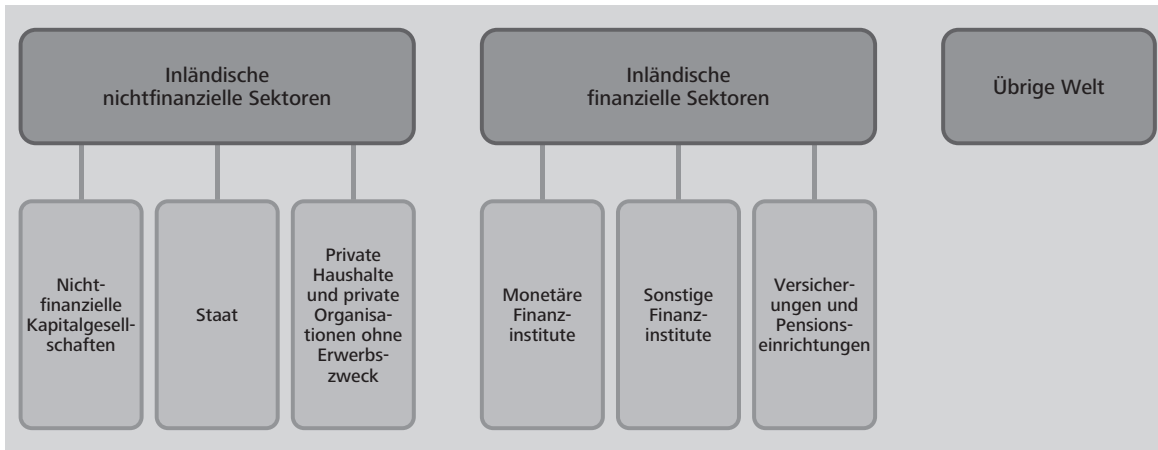 Inländische
nichtfinanzielle Sektoren
Inländische
finanzielle Sektoren
Übrige Welt
Nicht-
finanzielle
Kapitalgesell-
schaften
Staat
Private
Haushalte
und private
Organisa-
tionen ohne
Erwerbs-
zweck
Monetäre
Finanz-
institute
Sonstige
Finanz-
institute
Versicher-
ungen und
Pensions-
einrichtungen